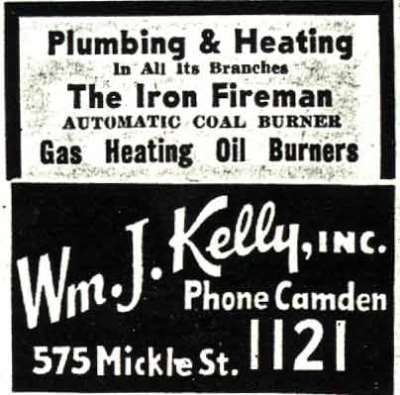 Plumbing & Heating
In All Its Branches
The Iron Fireman
AUTOMATIC COAL BURNER
Gas Heating Oil Burners
Wm. J. Kelly, INC.
Phone Camden
575 Mickle St. 1121